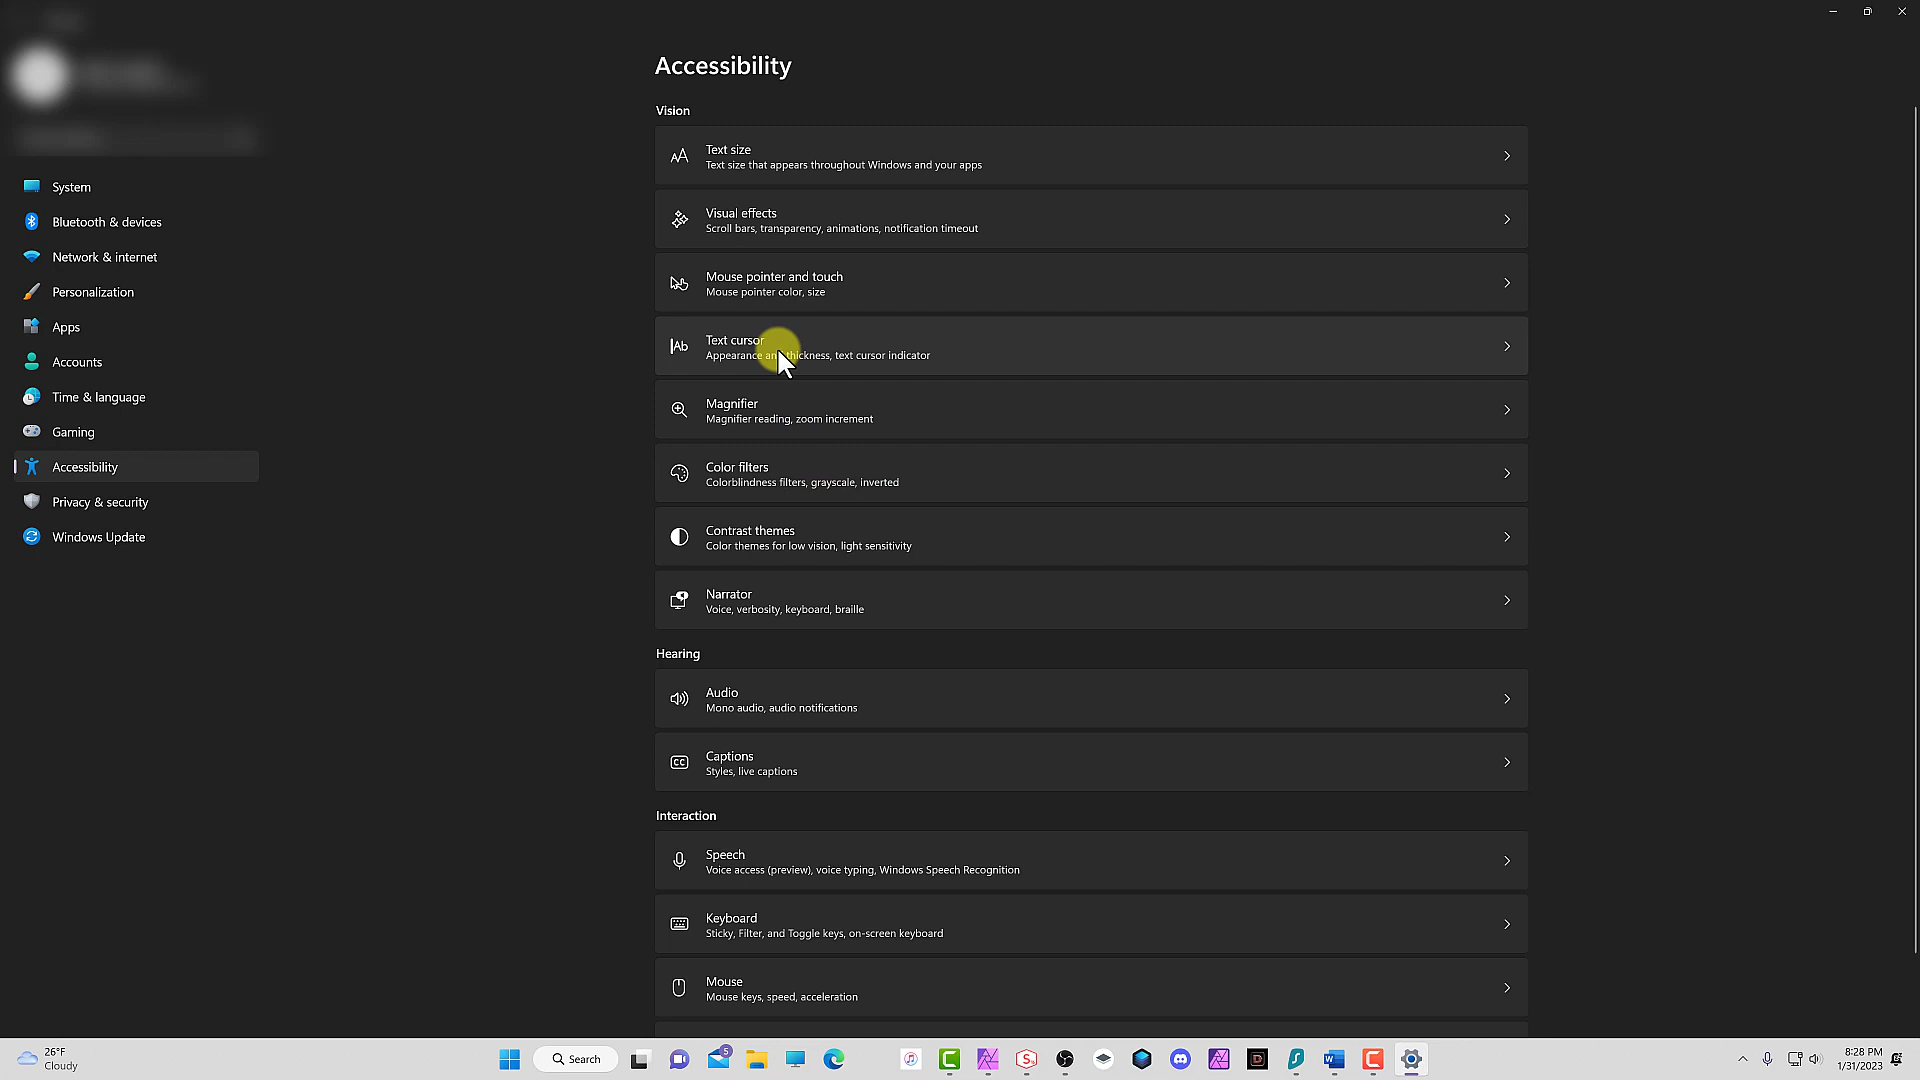 Accessibility
Vision
Text size
Text size that appears throughout Windows and your apps
Visual effects
Scroll bars, transparency, animations, notification timeout
Mouse pointer and touch
Mouse pointer color, size
Text cursor
Appearance and thickness, text cursor indicator
Magnifier
Magnifier reading, zoom increment
Color filters
Colorblindness filters, grayscale, inverted
Contrast themes
Color themes for low vision, light sensitivity
Narrator
Voice, verbosity, keyboard, braille
Hearing
Audio
Mono audio, audio notifications
Captions
Styles, live captions
Interaction
Speech
Voice access (preview), voice typing, Windows Speech Recognition
Keyboard
Sticky, Filter, and Toggle keys, on-screen keyboard
Mouse
Mouse keys, speed, acceleration
System
Bluetooth & devices
Network & internet
Personalization
Apps
Accounts
Time & language
Gaming
Accessibility
Privacy & security
Windows Update
26°F
Cloudy
Search
5
8:28 PM
1/31/2023